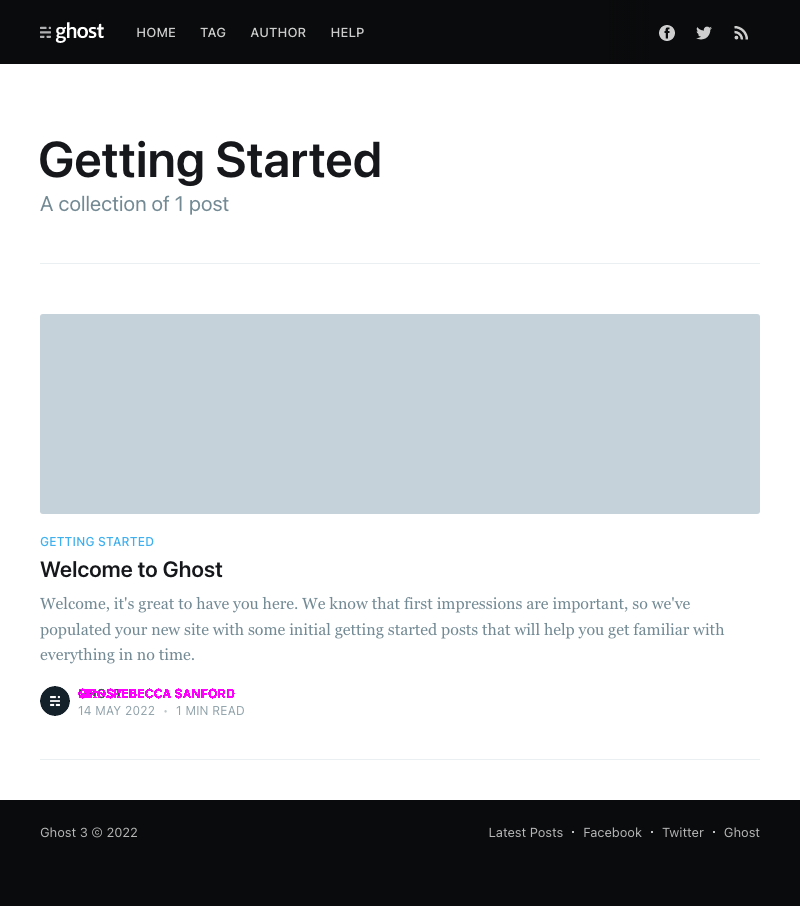 ghost HOME TAG AUTHOR HELP
Getting Started
A collection of 1 post
GETTING STARTED
Welcome to Ghost
Welcome, it's great to have you here. We know that first impressions are important, so we've
populated your new site with some initial getting started posts that will help you get familiar with
everything in no time.
REBECCA SANFORD
14 MAY 2022 • 1 MIN READ
Ghost 3 © 2022 Latest Posts • Facebook • Twitter • Ghost